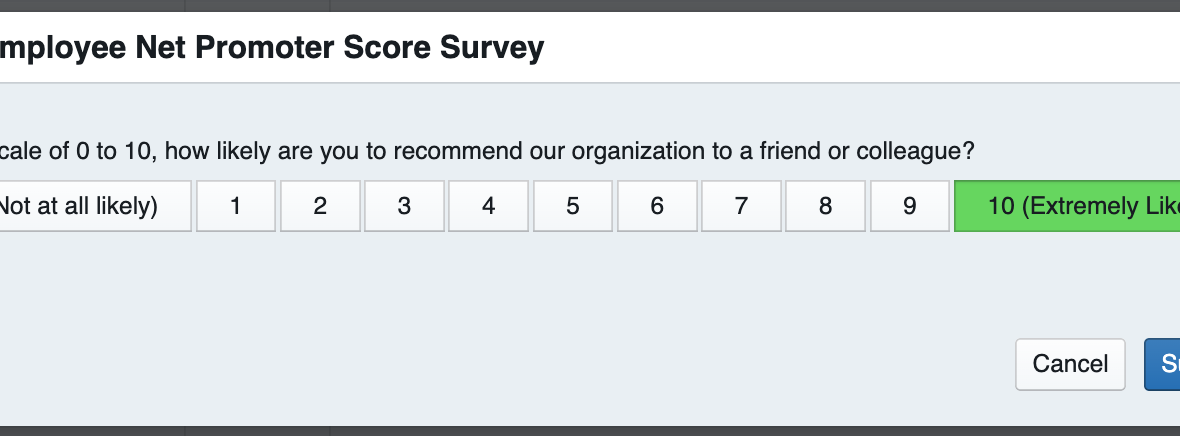 mployee Net Promoter Score Survey
cale of 0 to 10, how likely are you to recommend our organization to a friend or colleague?
Not at all likely) 1 2 3 4 5 6 7 8 9 10 (Extremely Lik
Cancel S